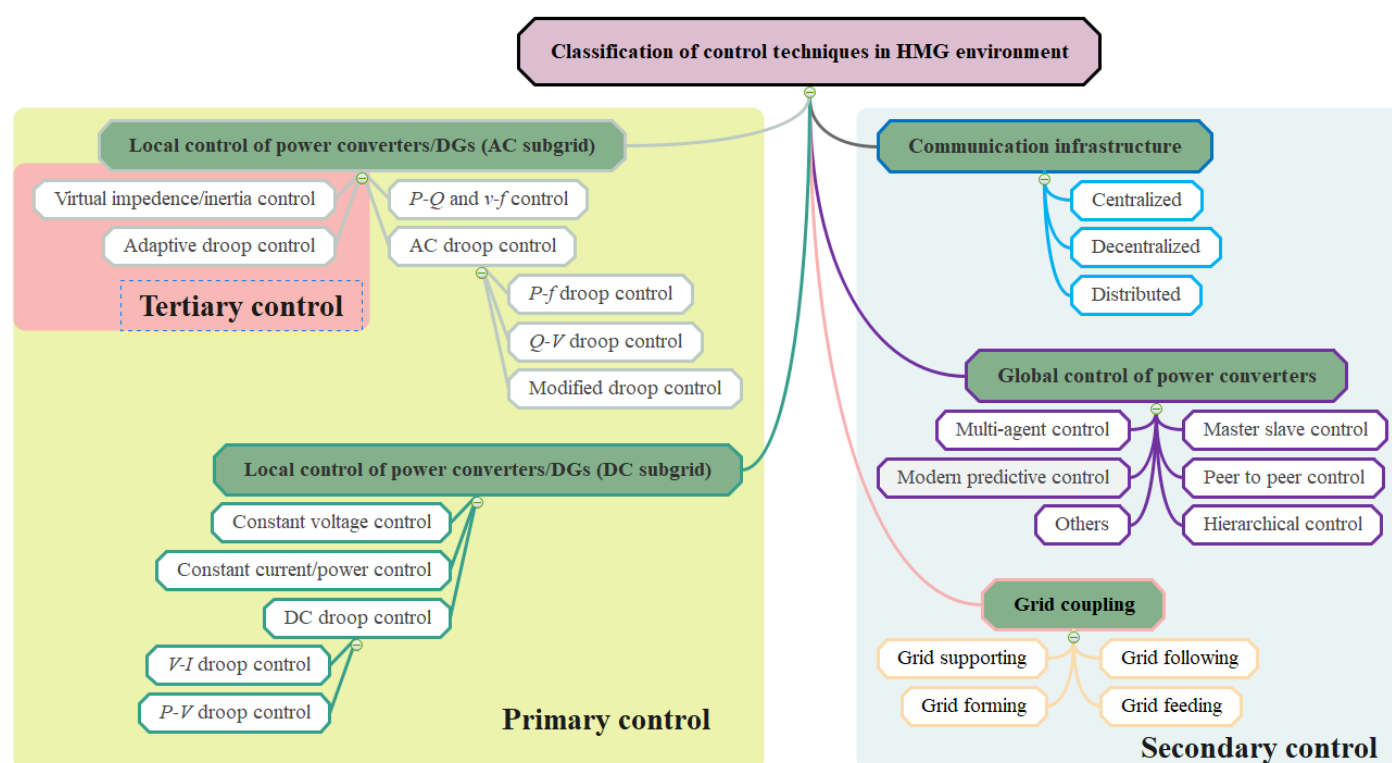 Classification of control techniques in HMG environment
Local control of power converters/DGs (AC subgrid)
Virtual impedence/inertia control
Adaptive droop control
Tertiary control
P-Q and v-f control
AC droop control
P-f droop control
Q-V droop control
Modified droop control
Local control of power converters/DGs (DC subgrid)
Constant voltage control
Constant current/power control
DC droop control
V-I droop control
P-V droop control
Primary control
Communication infrastructure
Centralized
Decentralized
Distributed
Global control of power converters
Multi-agent control
Modern predictive control
Others
Master slave control
Peer to peer control
Hierarchical control
Grid coupling
Grid supporting
Grid forming
Grid following
Grid feeding
Secondary control